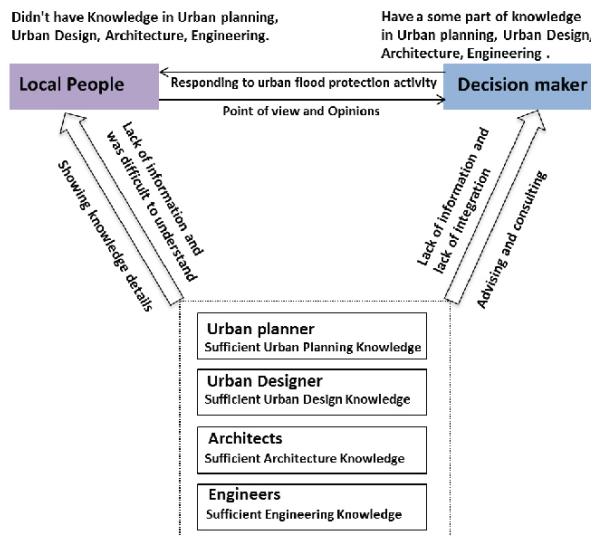 Didn't have Knowledge in Urban planning,
Urban Design, Architecture, Engineering.
Have a some part of knowledge
in Urban planning, Urban Design,
Architecture, Engineering .
Local People
Responding to urban flood protection activity
Decision maker
Point of view and Opinions
Lack of information and
was difficult to understand
Showing knowledge details
Lack of information and
lack of integration
Advising and consulting
Urban planner
Sufficient Urban Planning Knowledge
Urban Designer
Sufficient Urban Design Knowledge
Architects
Sufficient Architecture Knowledge
Engineers
Sufficient Engineering Knowledge